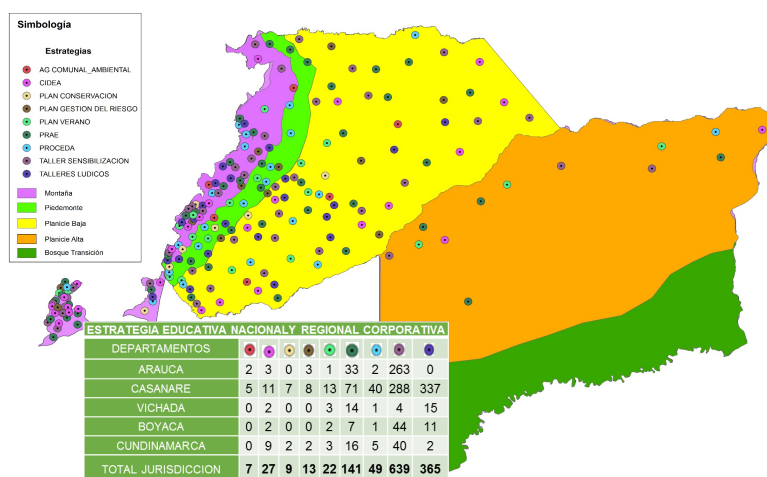 Simbología
Estrategias
AG COMUNAL_AMBIENTAL
CIDEA
PLAN CONSERVACION
PLAN GESTION DEL RIESGO
PLAN VERANO
PRAE
PROCEDA
TALLER SENSIBILIZACION
TALLERES LUDICOS
Montaña
Piedemonte
Planicie Baja
Planicie Alta
Bosque Transición
ESTRATEGIA EDUCATIVA NACIONALY REGIONAL CORPORATIVA
DEPARTAMENTOS
ARAUCA 2 3 0 3 1 33 2 263 0
CASANARE 5 11 7 8 13 71 40 288 337
VICHADA 0 2 0 0 3 14 1 4 15
BOYACA 0 2 0 0 2 7 1 44 11
CUNDINAMARCA 0 9 2 2 3 16 5 40 2
TOTAL JURISDICCION 7 27 9 13 22 141 49 639 365